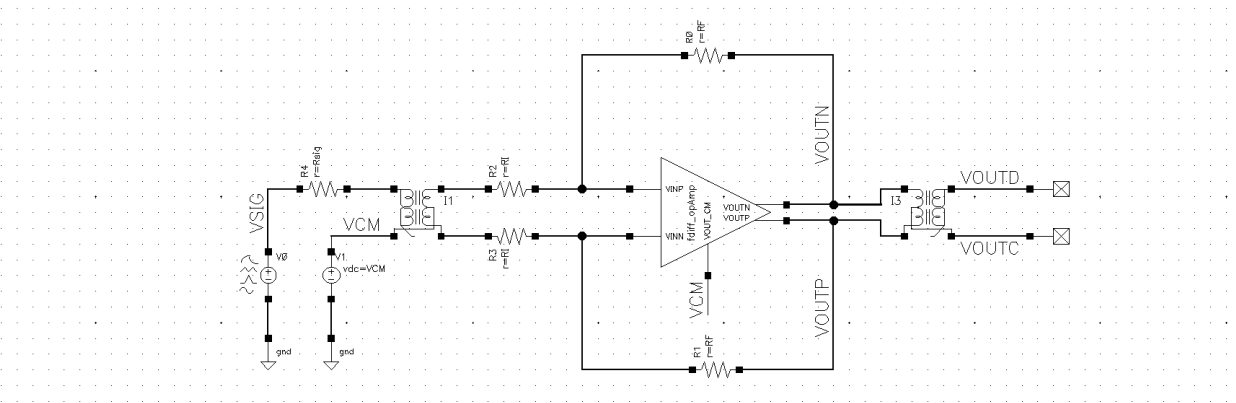 R0
r=RF
VOUTN
R4
r=Rsig
R2
r=RI
VSIG
VCM
I1
VINP
VINN
fdiff_opAmp
VOUT_CM
VOUTN
VOUTP
I3
VOUTD
VOUTC
V0
V1
vdc=VCM
R3
r=RI
VCM
VOUTP
gnd
gnd
R1
r=RF